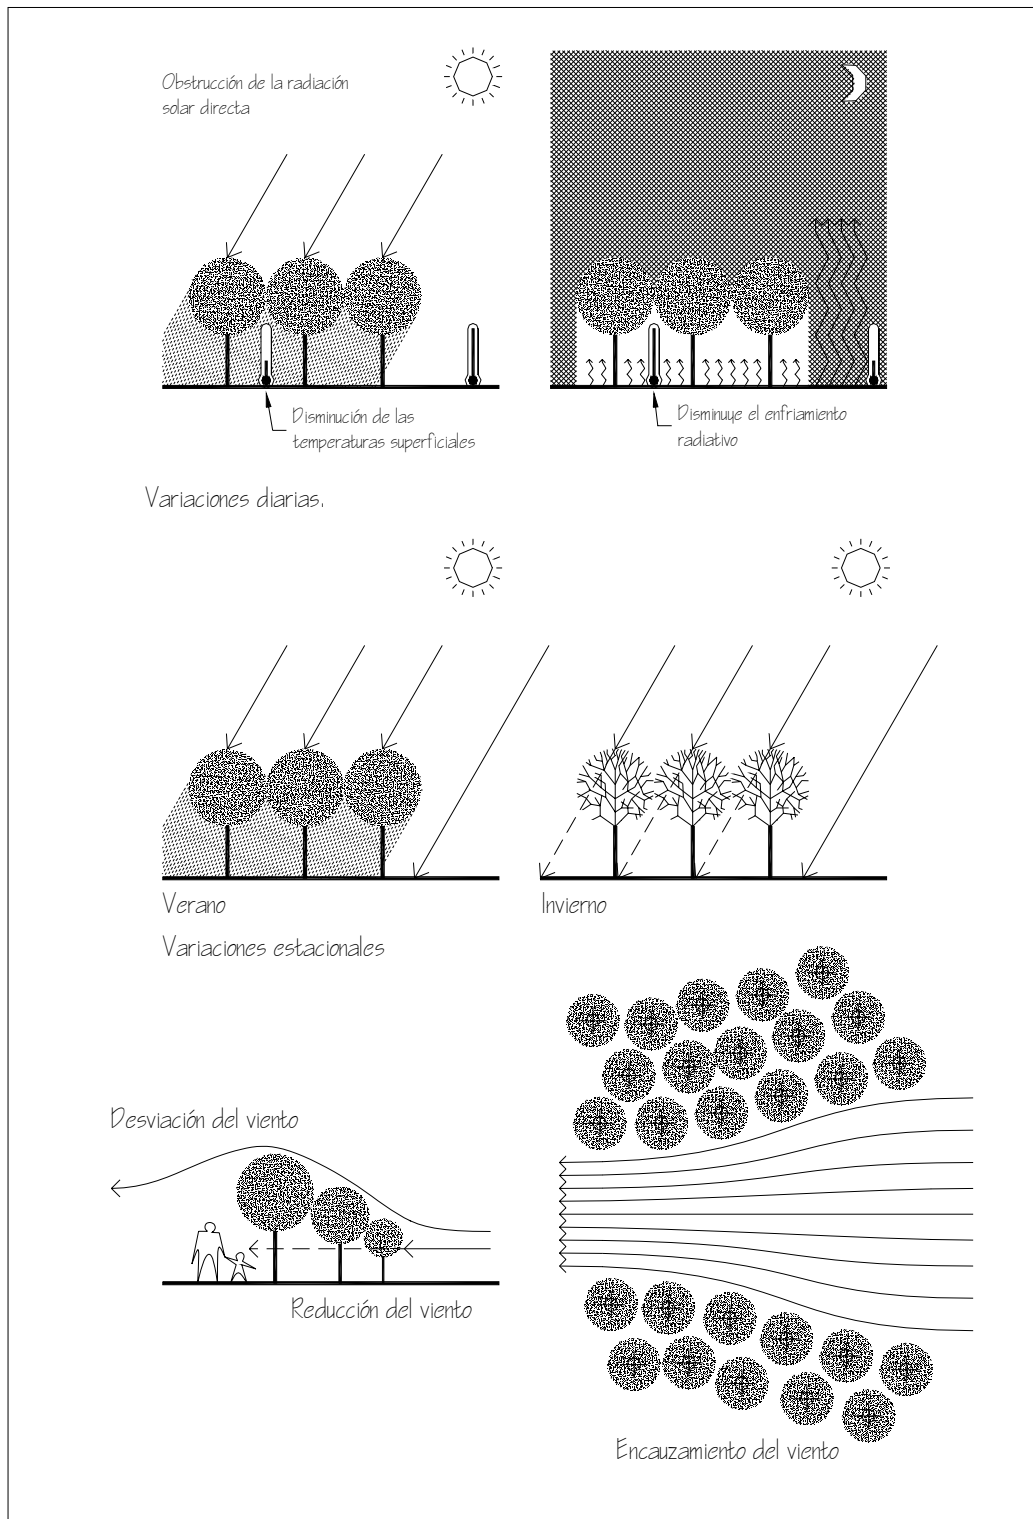 Obstrucción de la radiación
solar directa
Disminución de las
temperaturas superficiales
Disminuye el enfriamiento
radiativo
Variaciones diarias.
Verano
Invierno
Variaciones estacionales
Desviación del viento
Reducción del viento
Encauzamiento del viento